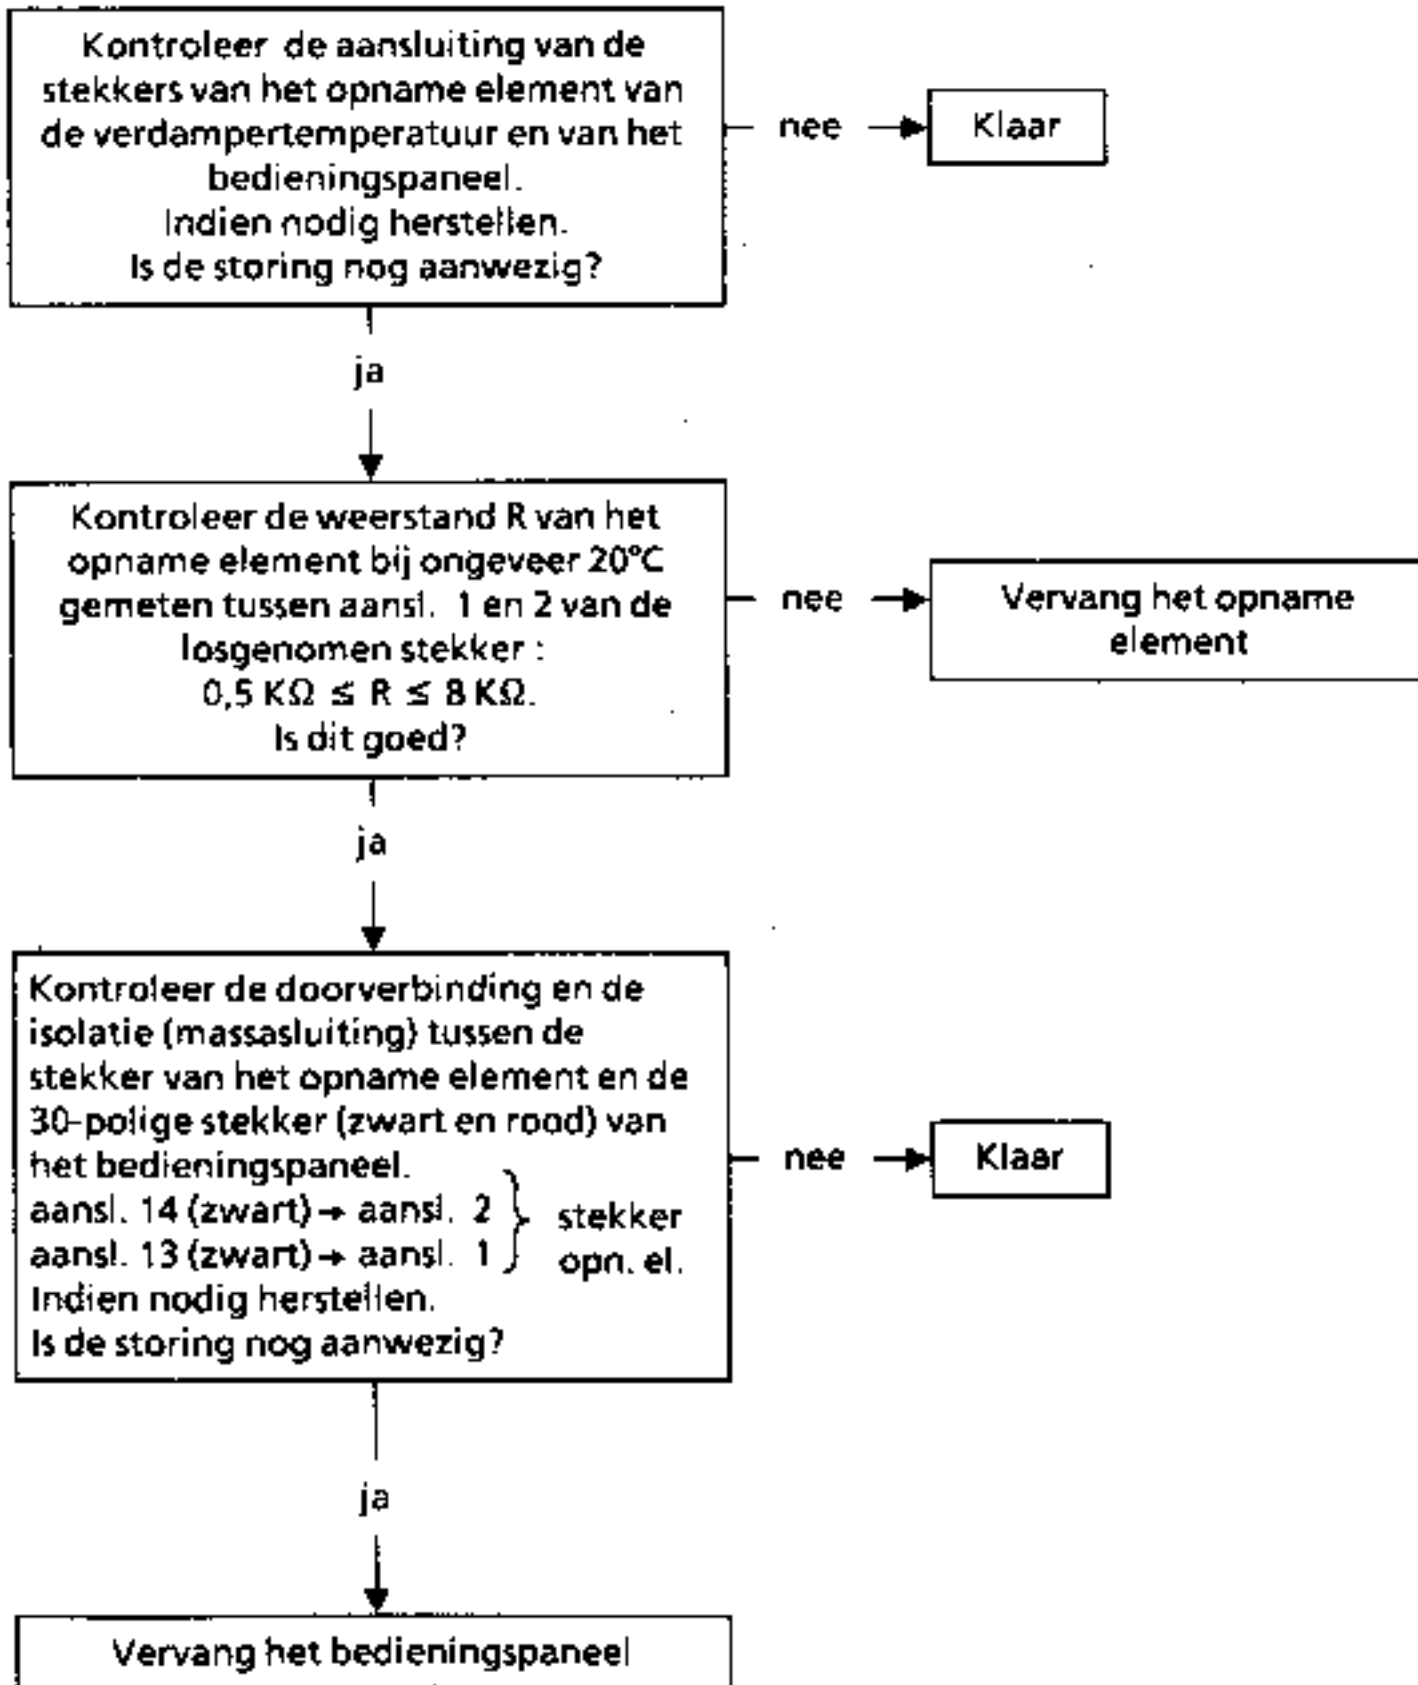 Kontroleer de aansluiting van de
stekkers van het opname element van
de verdampertemperatuur en van het
bedieningspaneel.
Indien nodig herstellen.
Is de storing nog aanwezig?
nee
Klaar
ja
Kontroleer de weerstand R van het
opname element bij ongeveer 20°C
gemeten tussen aansl. 1 en 2 van de
losgenomen stekker :
0,5 KΩ ≤ R ≤ 8 KΩ.
Is dit goed?
nee
Vervang het opname
element
ja
Kontroleer de doorverbinding en de
isolatie (massasluiting) tussen de
stekker van het opname element en de
30-polige stekker (zwart en rood) van
het bedieningspaneel.
aansl. 14 (zwart) → aansl. 2
aansl. 13 (zwart) → aansl. 1
stekker
opn. el.
Indien nodig herstellen.
Is de storing nog aanwezig?
nee
Klaar
ja
Vervang het bedieningspaneel